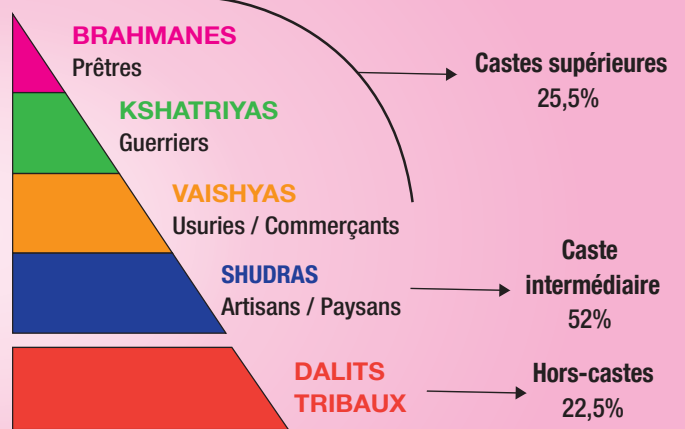 BRAHMANES
Prêtres
Castes supérieures
25,5%
KSHATRIYAS
Guerriers
VAISHYAS
Usuries / Commerçants
SHUDRAS
Artisans / Paysans
Caste
intermédiaire
52%
DALITS
TRIBAUX
Hors-castes
22,5%